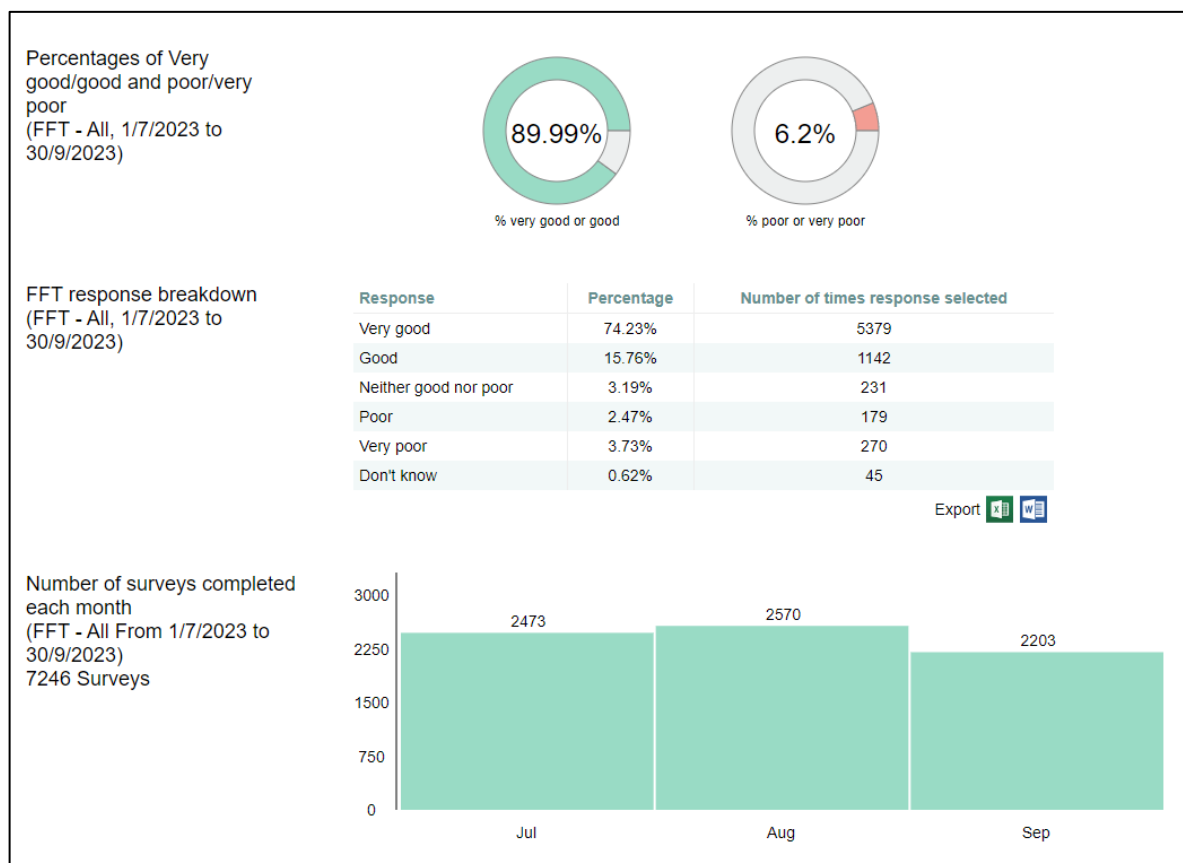 Percentages of Very
good/good and poor/very
poor
(FFT - All, 1/7/2023 to
30/9/2023)
89.99%
% very good or good
6.2%
% poor or very poor
FFT response breakdown
(FFT - All, 1/7/2023 to
30/9/2023)
Response Percentage Number of times response selected
Very good 74.23% 5379
Good 15.76% 1142
Neither good nor poor 3.19% 231
Poor 2.47% 179
Very poor 3.73% 270
Don't know 0.62% 45
Export
Number of surveys completed
each month
(FFT - All From 1/7/2023 to
30/9/2023)
7246 Surveys
3000
2250
1500
750
0
2473
2570
2203
Jul Aug Sep